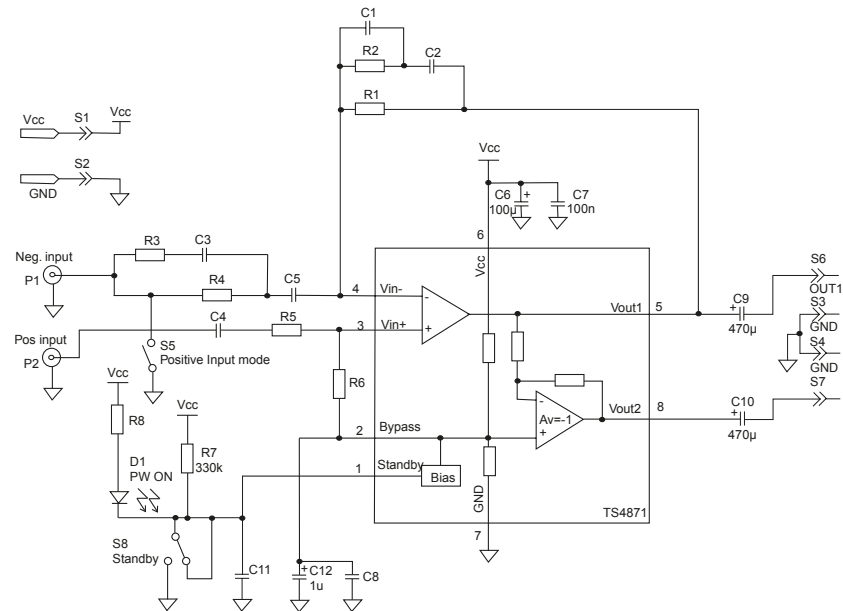 C1
R2
C2
R1
Vcc
S1
Vcc
S2
GND
Vcc
C6
+
100µ
C7
100n
6
Vcc
Neg. input
P1
R3
C3
R4
C5
4
Vin-
-
Vout1
5
+
C9
470µ
S6
OUT1
S3
GND
S4
GND
S7
Pos input
P2
C4
R5
3
Vin+
+
S5
Positive Input mode
R6
Vcc
R8
Vcc
R7
330k
D1
PW ON
2
Bypass
-
Av=-1
+
Vout2
8
+
C10
470µ
1
Standby
Bias
GND
TS4871
7
S8
Standby
C11
+
C12
1u
C8